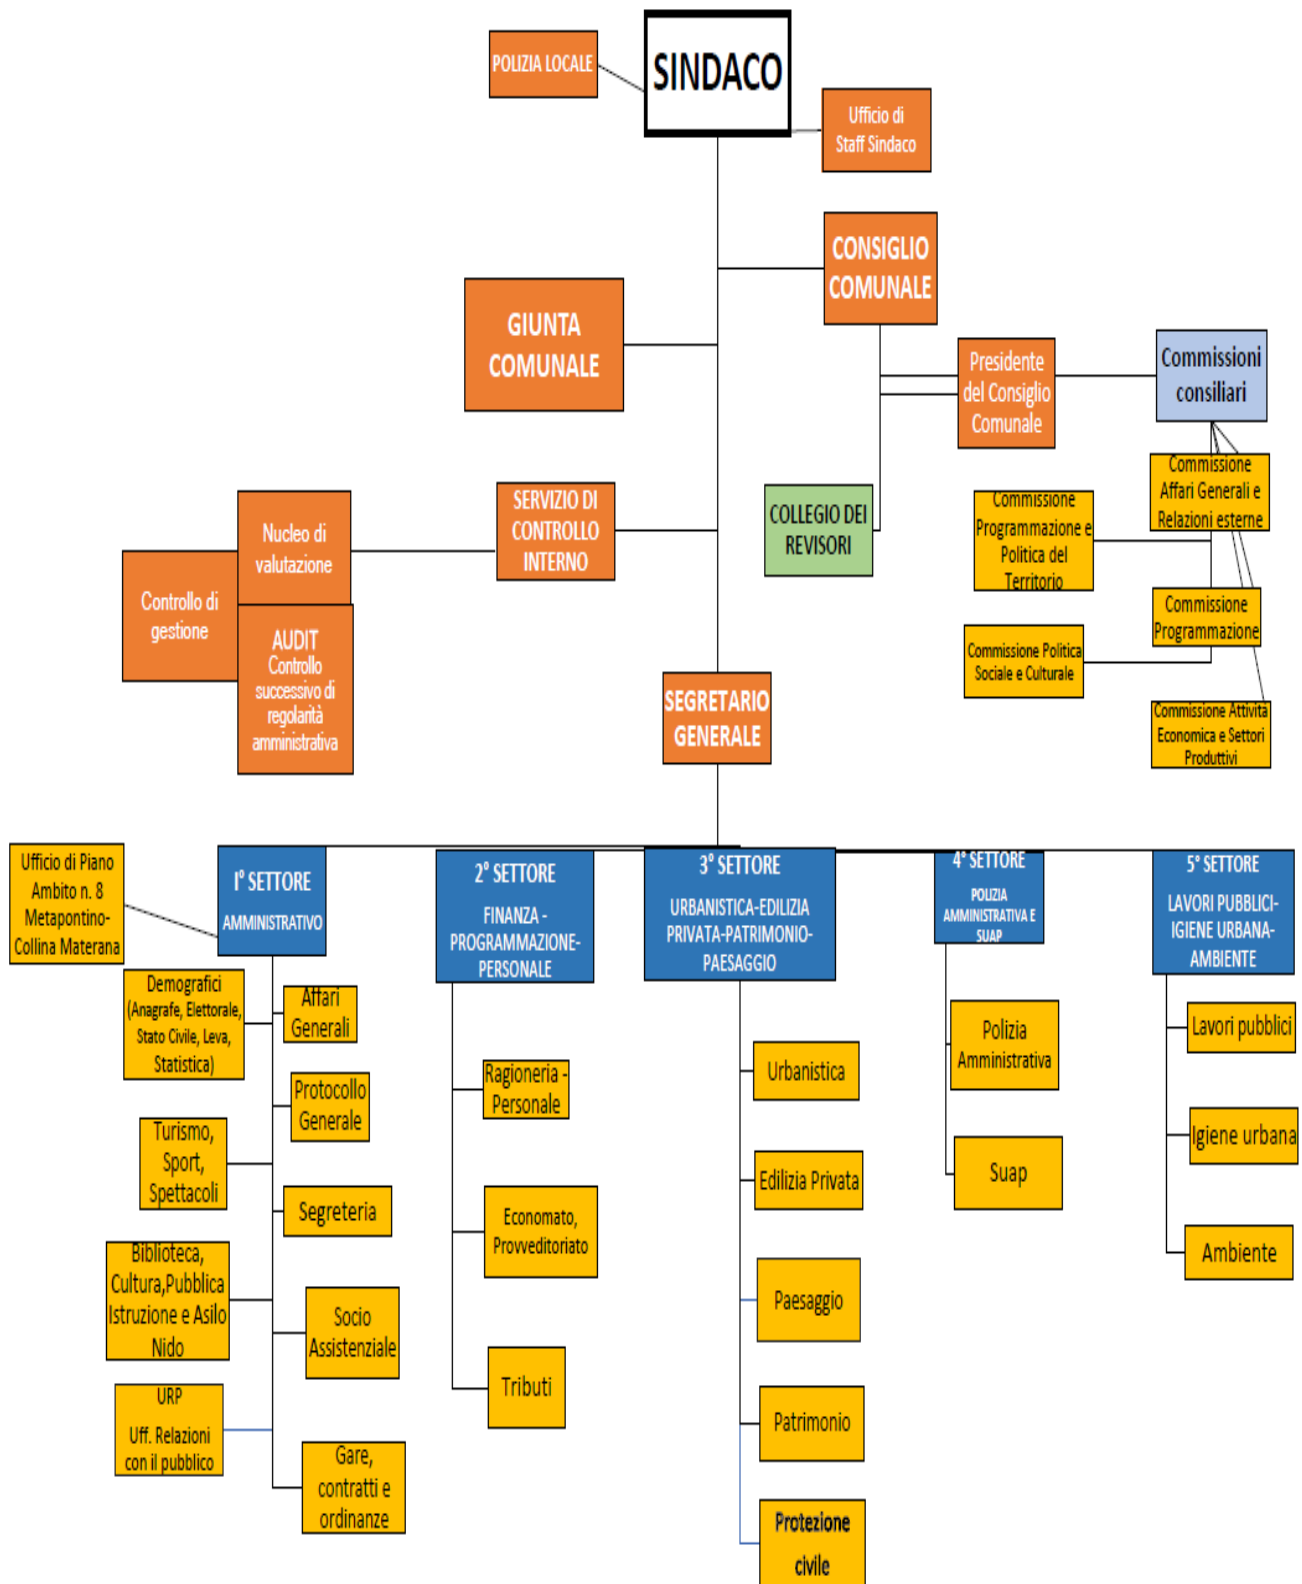 POLIZIA LOCALE
SINDACO
Ufficio di
Staff Sindaco
CONSIGLIO
COMUNALE
GIUNTA
COMUNALE
Presidente
del Consiglio
Comunale
Commissioni
consiliari
Commissione
Affari Generali e
Relazioni esterne
Commissione
Programmazione e
Politica del
Territorio
Commissione
Programmazione
Commissione Politica
Sociale e Culturale
Commissione Attività
Economica e Settori
Produttivi
COLLEGIO DEI
REVISORI
SERVIZIO DI
CONTROLLO
INTERNO
Nucleo di
valutazione
Controllo di
gestione
AUDIT
Controllo
successivo di
regolarità
amministrativa
SEGRETARIO
GENERALE
Ufficio di Piano
Ambito n. 8
Metapontino-
Collina Materana
I° SETTORE
AMMINISTRATIVO
Demografici
(Anagrafe, Elettorale,
Stato Civile, Leva,
Statistica)
Affari
Generali
Protocollo
Generale
Turismo,
Sport,
Spettacoli
Segreteria
Biblioteca,
Cultura,Pubblica
Istruzione e Asilo
Nido
Socio
Assistenziale
URP
Uff. Relazioni
con il pubblico
Gare,
contratti e
ordinanze
2° SETTORE
FINANZA -
PROGRAMMAZIONE-
PERSONALE
Ragioneria -
Personale
Economato,
Provveditoriato
Tributi
3° SETTORE
URBANISTICA-EDILIZIA
PRIVATA-PATRIMONIO-
PAESAGGIO
Urbanistica
Edilizia Privata
Paesaggio
Patrimonio
Protezione
civile
4° SETTORE
POLIZIA
AMMINISTRATIVA E
SUAP
Polizia
Amministrativa
Suap
5° SETTORE
LAVORI PUBBLICI-
IGIENE URBANA-
AMBIENTE
Lavori pubblici
Igiene urbana
Ambiente